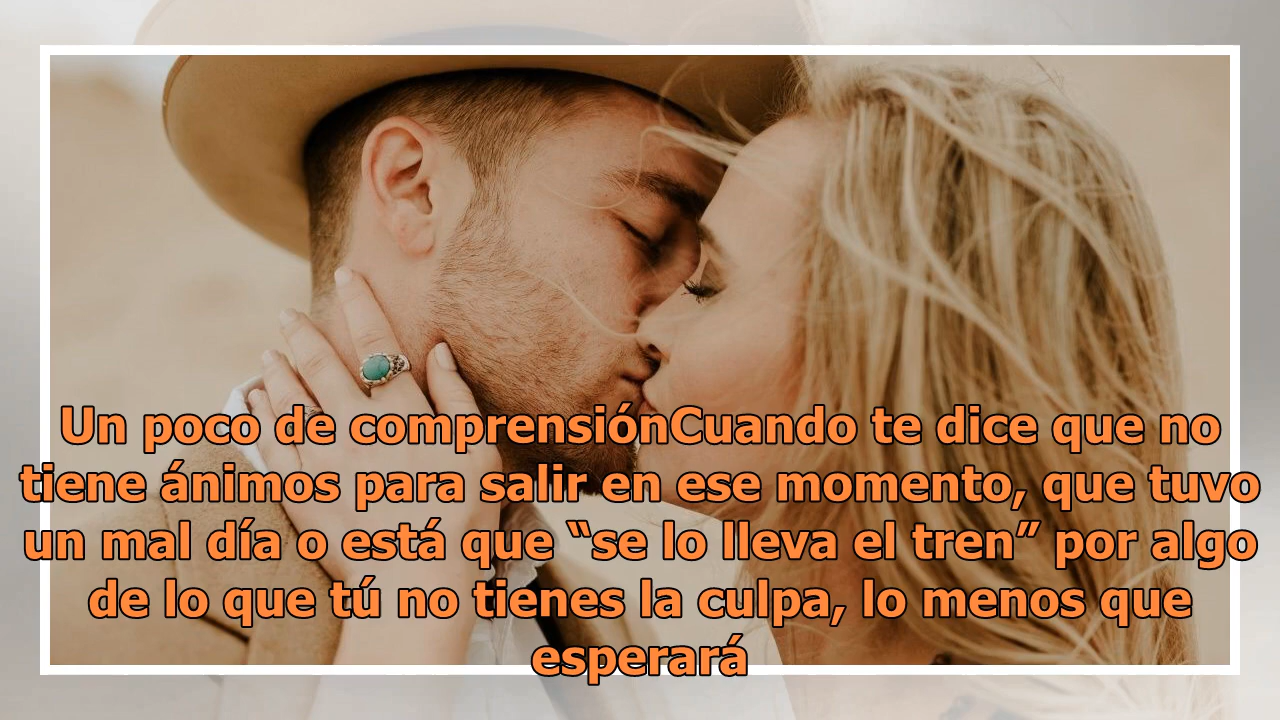 Un poco de comprensiónCuando te dice que no
tiene ánimos para salir en ese momento, que tuvo
un mal día o está que “se lo lleva el tren” por algo
de lo que tú no tienes la culpa, lo menos que
esperará